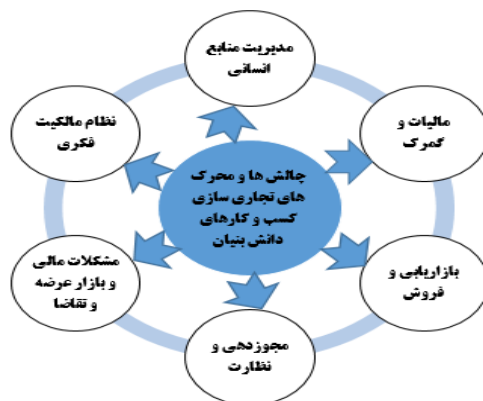 مدیریت منابع
انسانی
مالیات و
گمرک
بازاریابی و
فروش
مجوزدهی و
نظارت
مشکلات مالی
و بازار عرضه
و تقاضا
نظام مالکیت
فکری
چالش ها و محرک
های تجاری سازی
کسب و کارهای
دانش بنیان